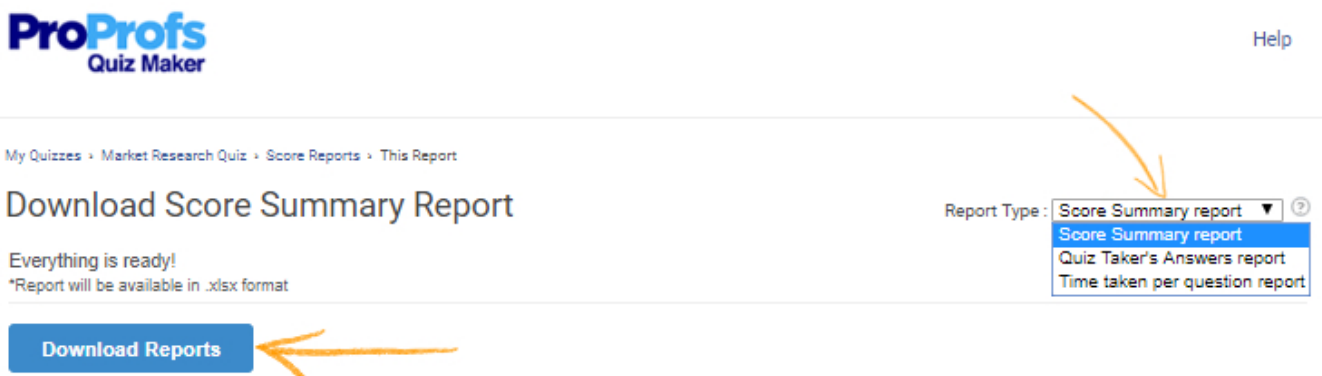 ProProfs
Quiz Maker
Help
My Quizzes › Market Research Quiz › Score Reports › This Report
Download Score Summary Report
Report Type : Score Summary report ▼ ?
Score Summary report
Quiz Taker's Answers report
Time taken per question report
Everything is ready!
*Report will be available in .xlsx format
Download Reports